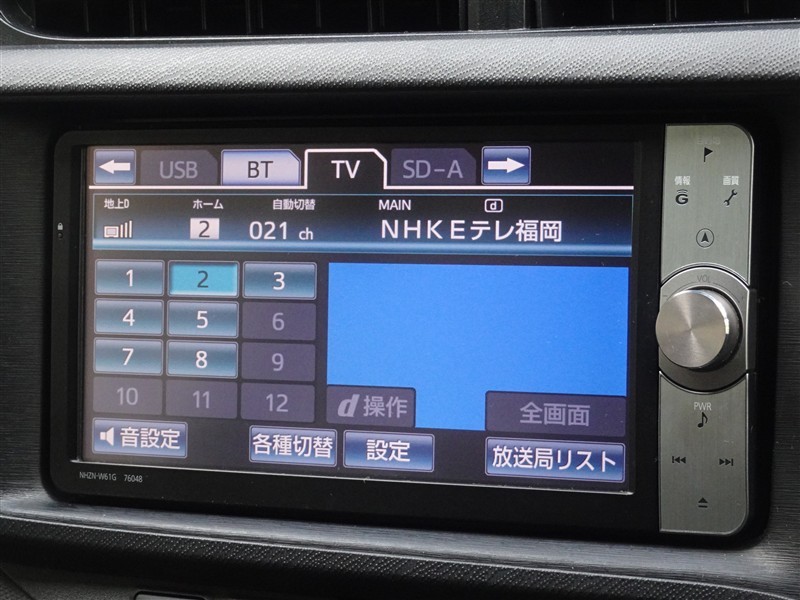 USB BT TV SD-A
地上D ホーム 自動切替 MAIN d
2 021 ch NHKEテレ福岡
1 2 3
4 5 6
7 8 9
10 11 12
d 操作 全画面
音設定 各種切替 設定 放送局リスト
NHZN-W61G 76048
情報 画質
G
VOL
PWR